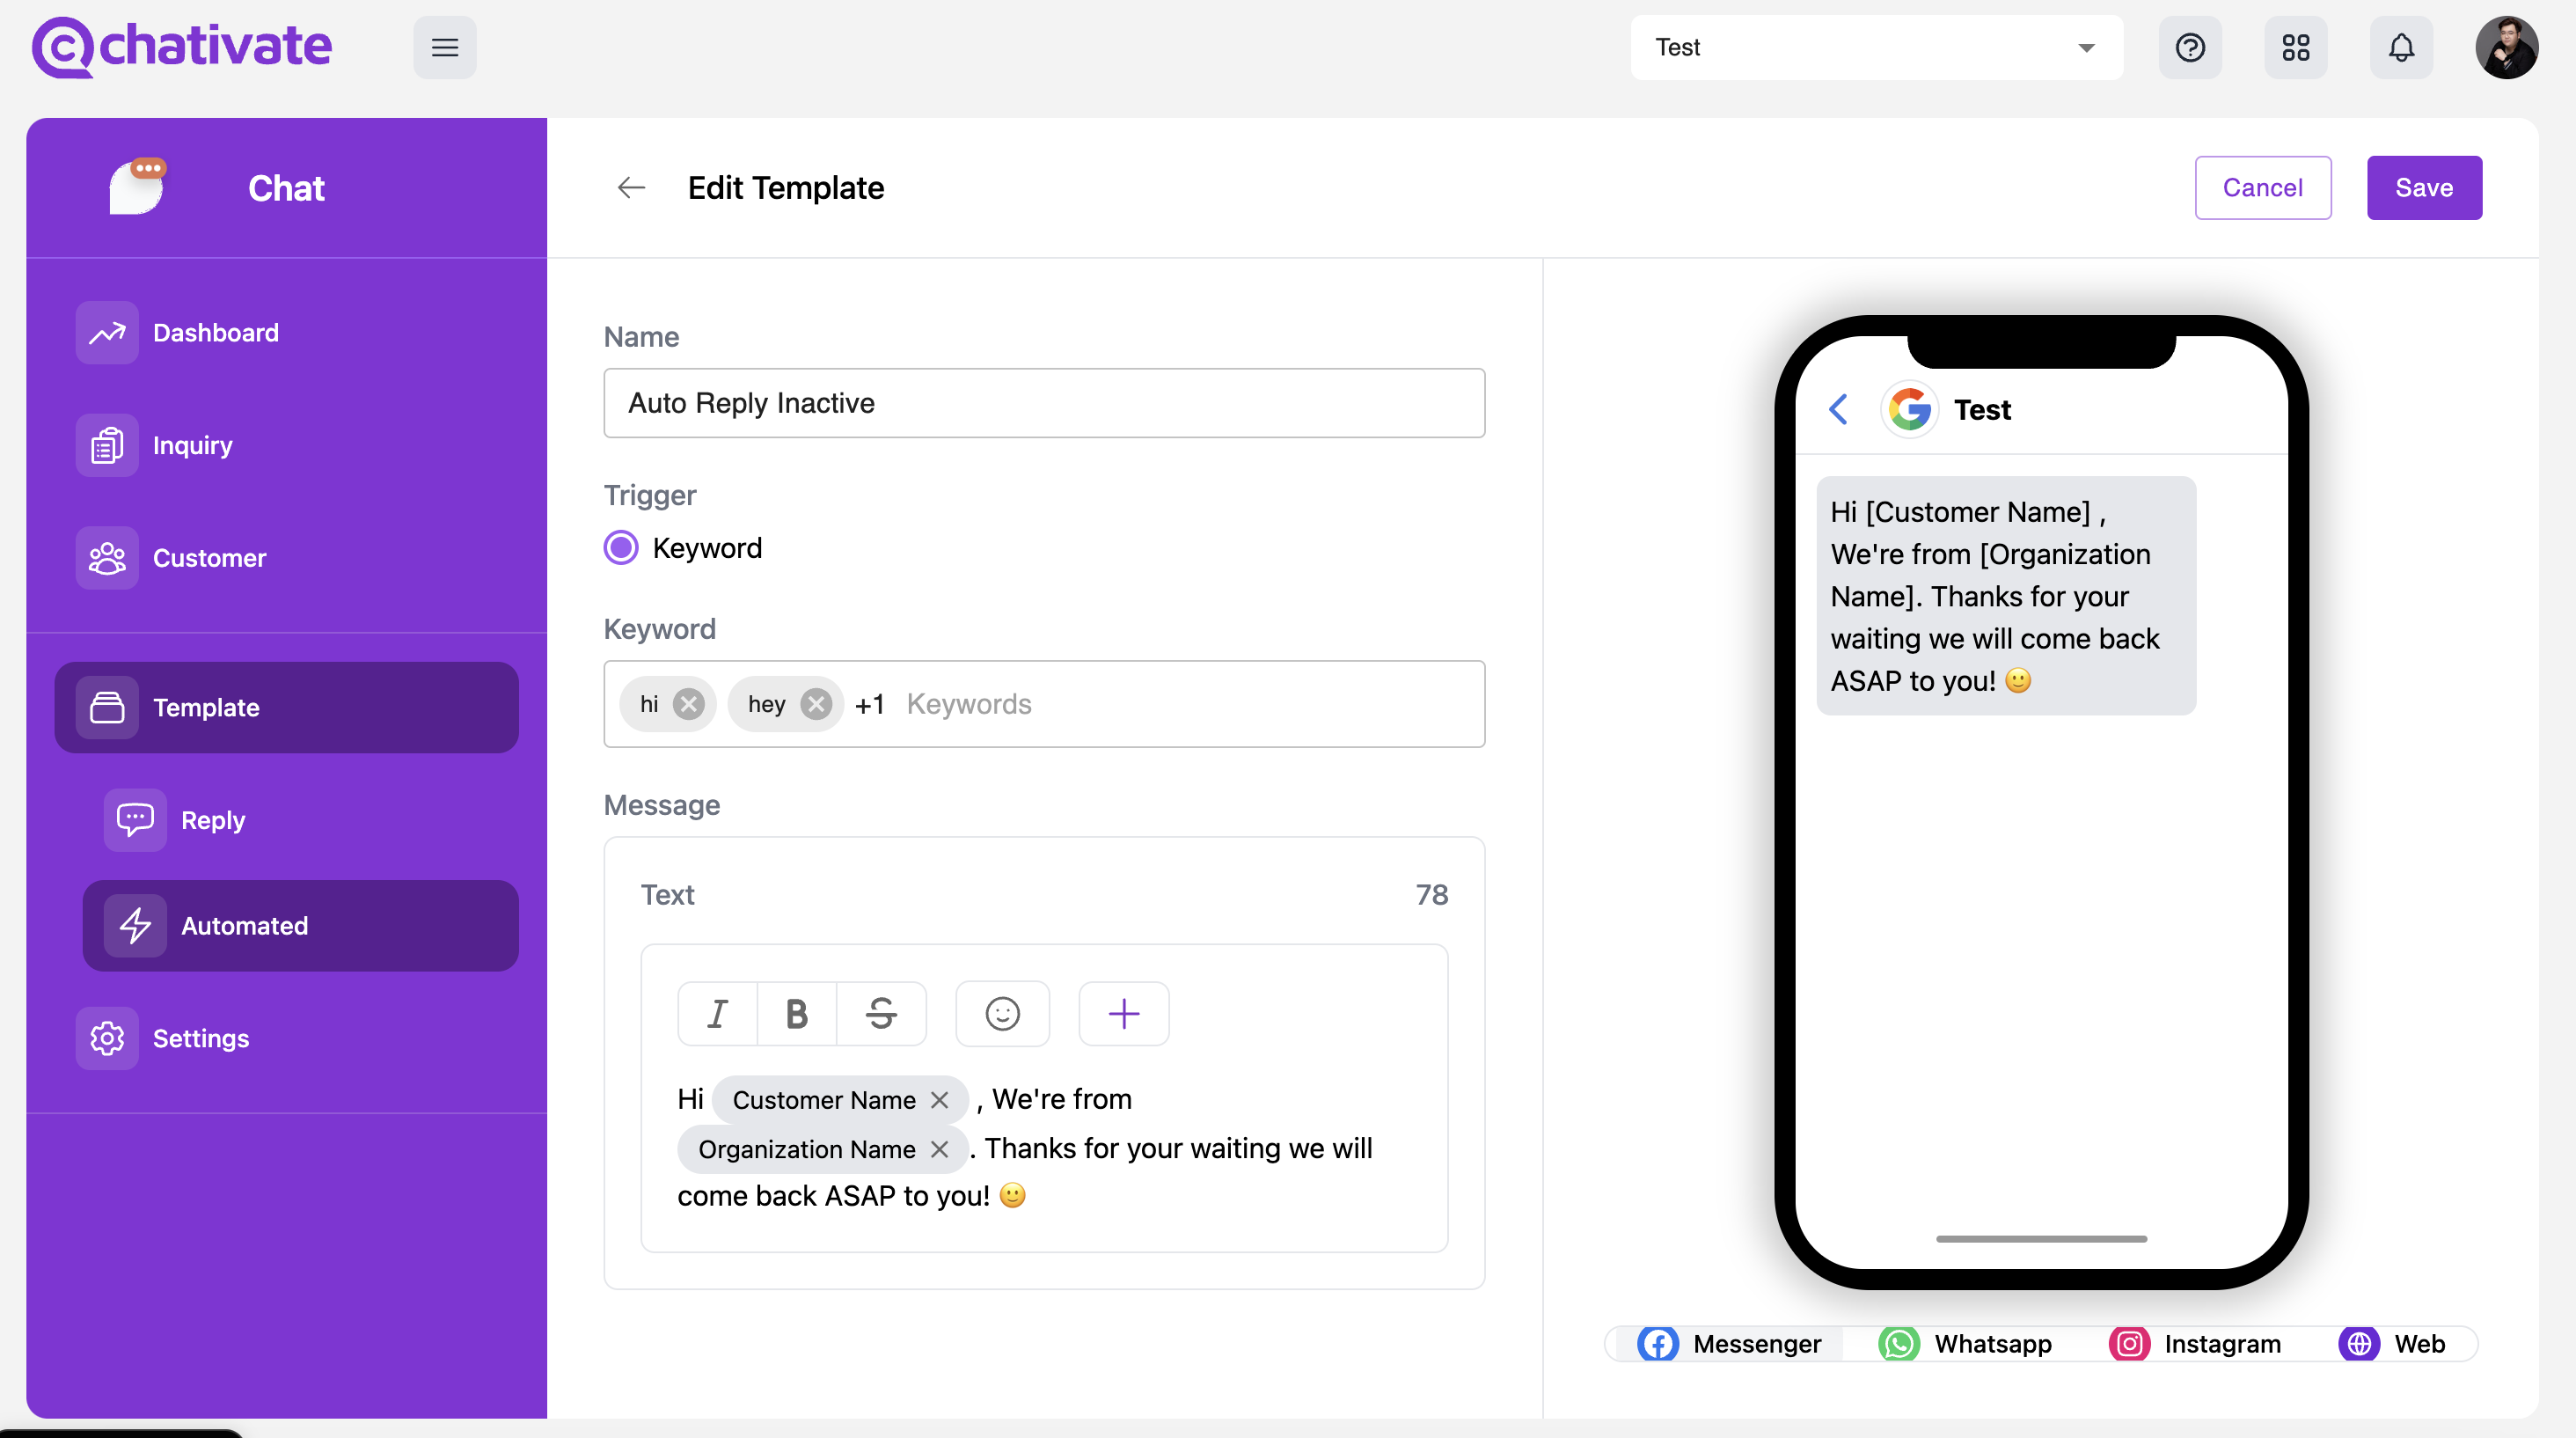 chativate
Test
Chat
Edit Template
Cancel
Save
Dashboard
Inquiry
Customer
Template
Reply
Automated
Settings
Name
Auto Reply Inactive
Trigger
Keyword
Keyword
hi hey +1 Keywords
Message
Text 78
I B S
Hi Customer Name , We're from
Organization Name . Thanks for your waiting we will
come back ASAP to you! 🙂
Test
Hi [Customer Name] ,
We're from [Organization
Name]. Thanks for your
waiting we will come back
ASAP to you! 🙂
Messenger Whatsapp Instagram Web